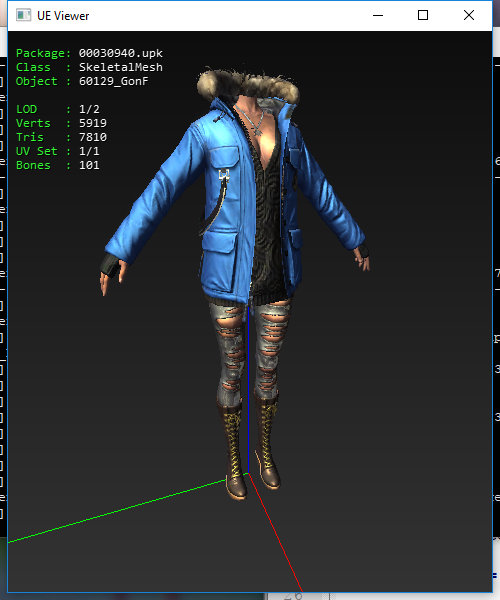 UE Viewer
Package: 00030940.upk
Class : SkeletalMesh
Object : 60129_GonF
LOD : 1/2
Verts : 5919
Tris : 7810
UV Set : 1/1
Bones : 101